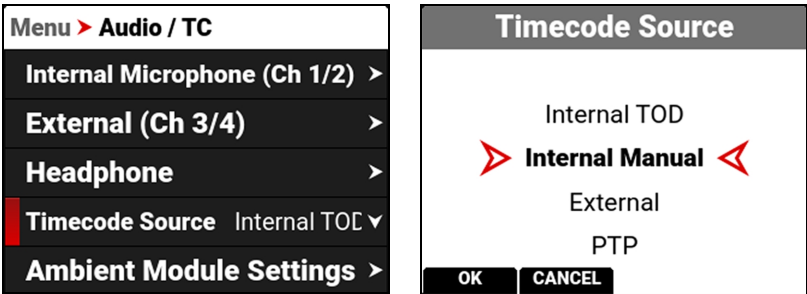 Menu > Audio / TC
Internal Microphone (Ch 1/2) >
External (Ch 3/4) >
Headphone >
Timecode Source Internal TOD
Ambient Module Settings >
Timecode Source
Internal TOD
Internal Manual
External
PTP
OK CANCEL